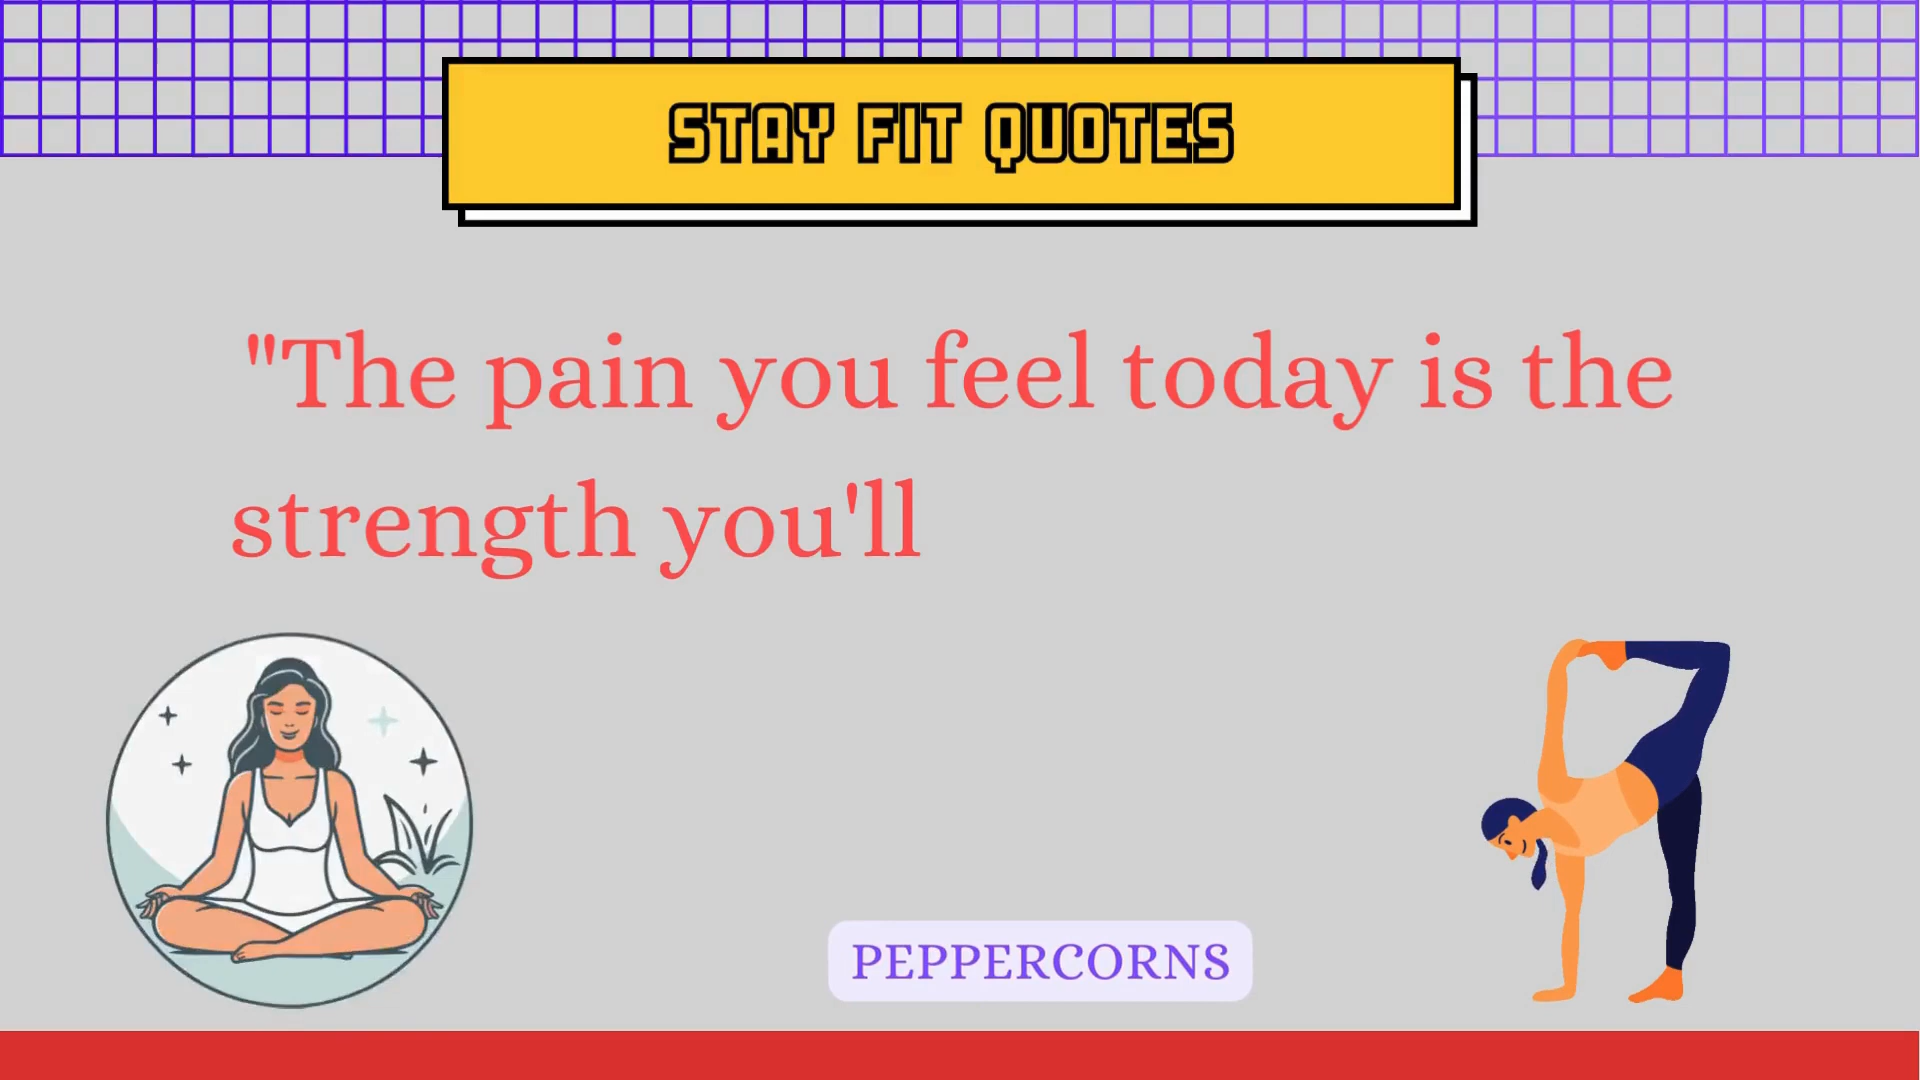 STAY FIT QUOTES
"The pain you feel today is the
strength you'll
PEPPERCORNS